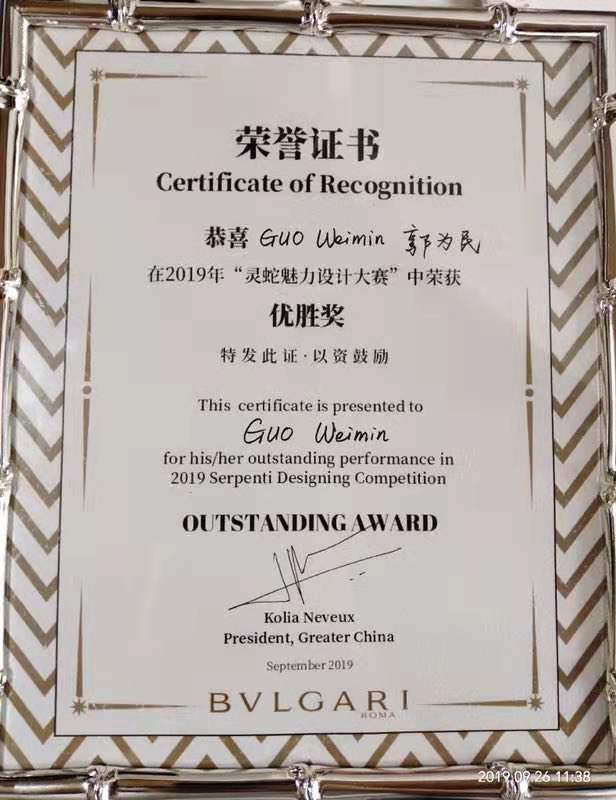 荣誉证书
Certificate of Recognition
恭喜 GUO Weimin 郭为民
在2019年“灵蛇魅力设计大赛”中荣获
优胜奖
特发此证·以资鼓励
This certificate is presented to
GUO Weimin
for his/her outstanding performance in
2019 Serpenti Designing Competition
OUTSTANDING AWARD
Kolia Neveux
President, Greater China
September 2019
BVLGARI
ROMA
2019.09.26 11:38